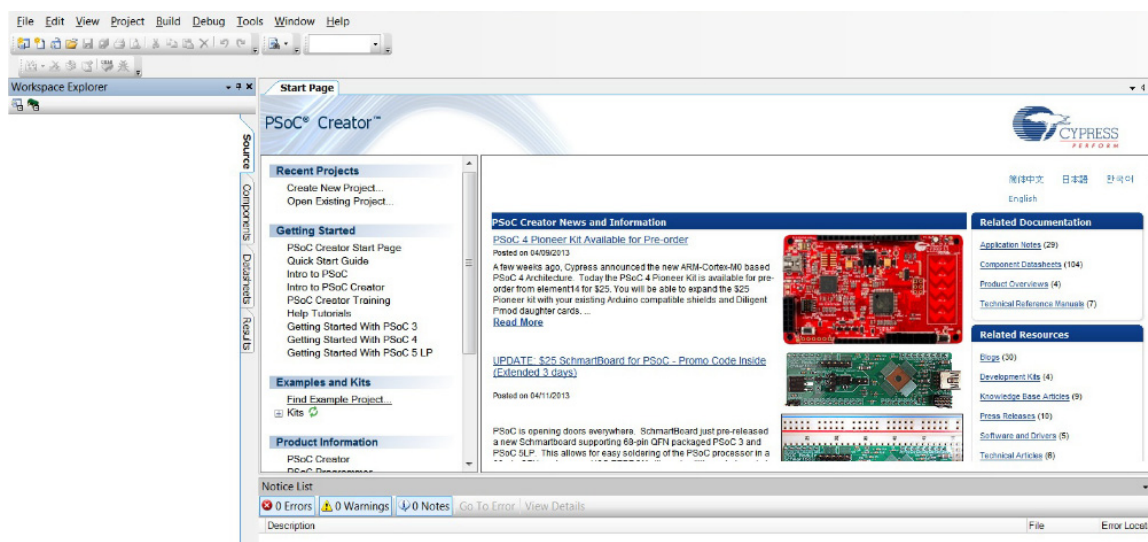 File Edit View Project Build Debug Tools Window Help
Workspace Explorer
Start Page
PSoC® Creator™
CYPRESS
PERFORM
Source
Components
Datasheets
Results
Recent Projects
Create New Project...
Open Existing Project...
Getting Started
PSoC Creator Start Page
Quick Start Guide
Intro to PSoC
Intro to PSoC Creator
PSoC Creator Training
Help Tutorials
Getting Started With PSoC 3
Getting Started With PSoC 4
Getting Started With PSoC 5 LP
Examples and Kits
Find Example Project...
Kits
Product Information
PSoC Creator
PSoC Programmer
简体中文 日本語 한국어
English
PSoC Creator News and Information
PSoC 4 Pioneer Kit Available for Pre-order
Posted on 04/09/2013
A few weeks ago, Cypress announced the new ARM-Cortex-M0 based
PSoC 4 Architecture. Today the PSoC 4 Pioneer Kit is available for pre-
order from element14 for $25. You will be able to expand the $25
Pioneer kit with your existing Arduino compatible shields and Diligent
Pmod daughter cards. ...
Read More
UPDATE: $25 SchmartBoard for PSoC - Promo Code Inside
(Extended 3 days)
Posted on 04/11/2013
PSoC is opening doors everywhere. SchmartBoard just pre-released
a new Schmartboard supporting 68-pin QFN packaged PSoC 3 and
PSoC 5LP. This allows for easy soldering of the PSoC processor in a
Related Documentation
Application Notes (29)
Component Datasheets (104)
Product Overviews (4)
Technical Reference Manuals (7)
Related Resources
Blogs (30)
Development Kits (4)
Knowledge Base Articles (9)
Press Releases (10)
Software and Drivers (5)
Technical Articles (6)
Notice List
0 Errors 0 Warnings 0 Notes Go To Error View Details
Description File Error Locat